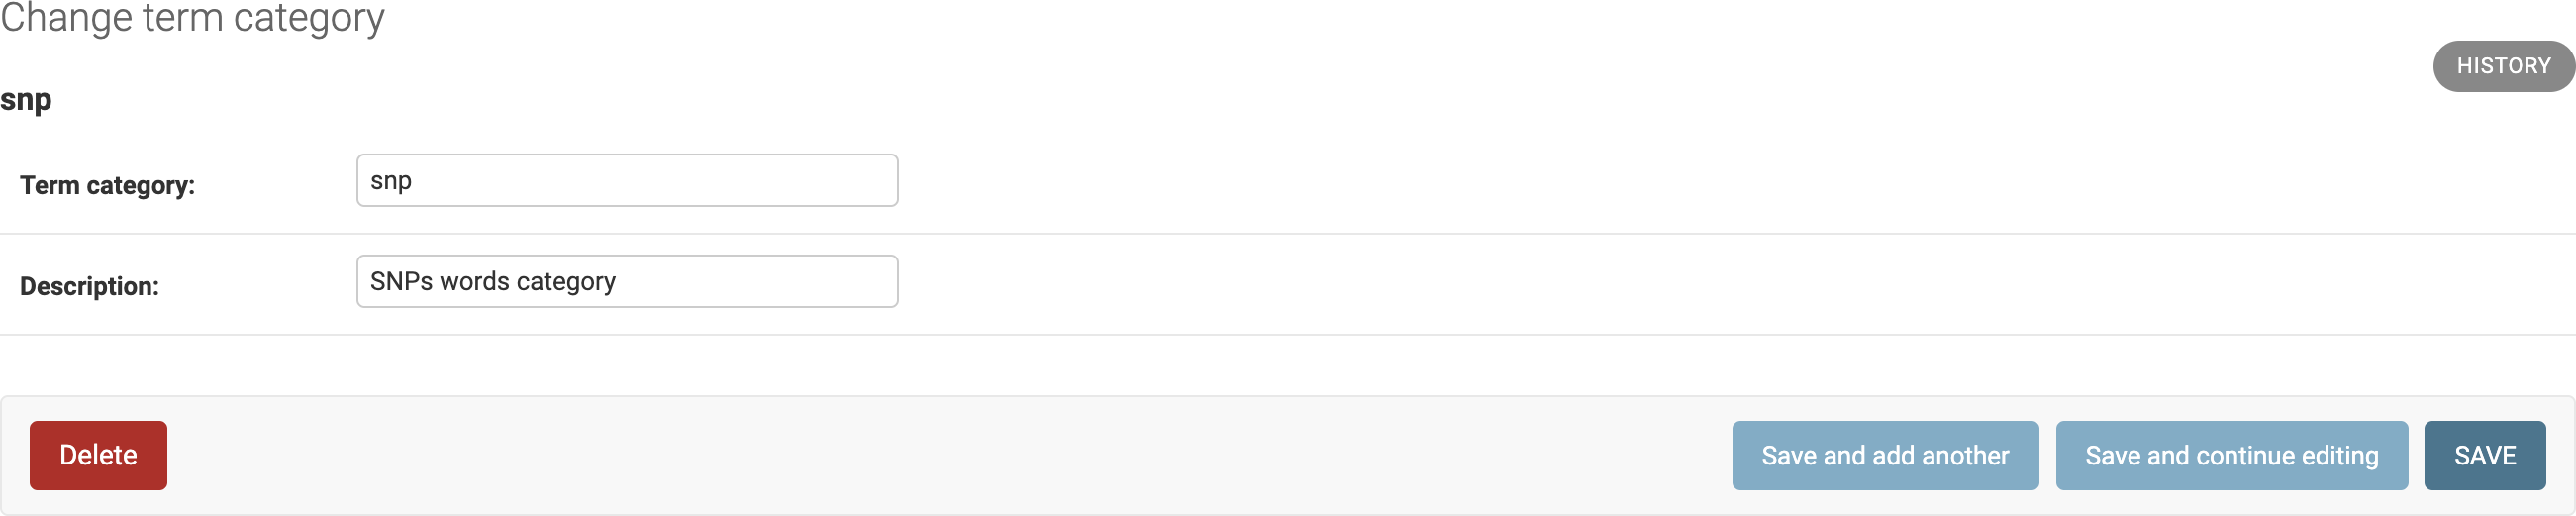 Change term category
HISTORY
snp
Term category:
snp
Description:
SNPs words category
Delete
Save and add another
Save and continue editing
SAVE